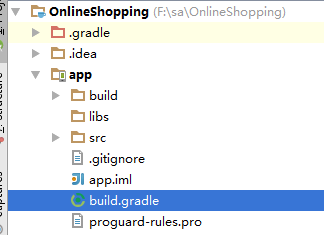 OnlineShopping (F:\sa\OnlineShopping)
.gradle
.idea
app
build
libs
src
.gitignore
app.iml
build.gradle
proguard-rules.pro